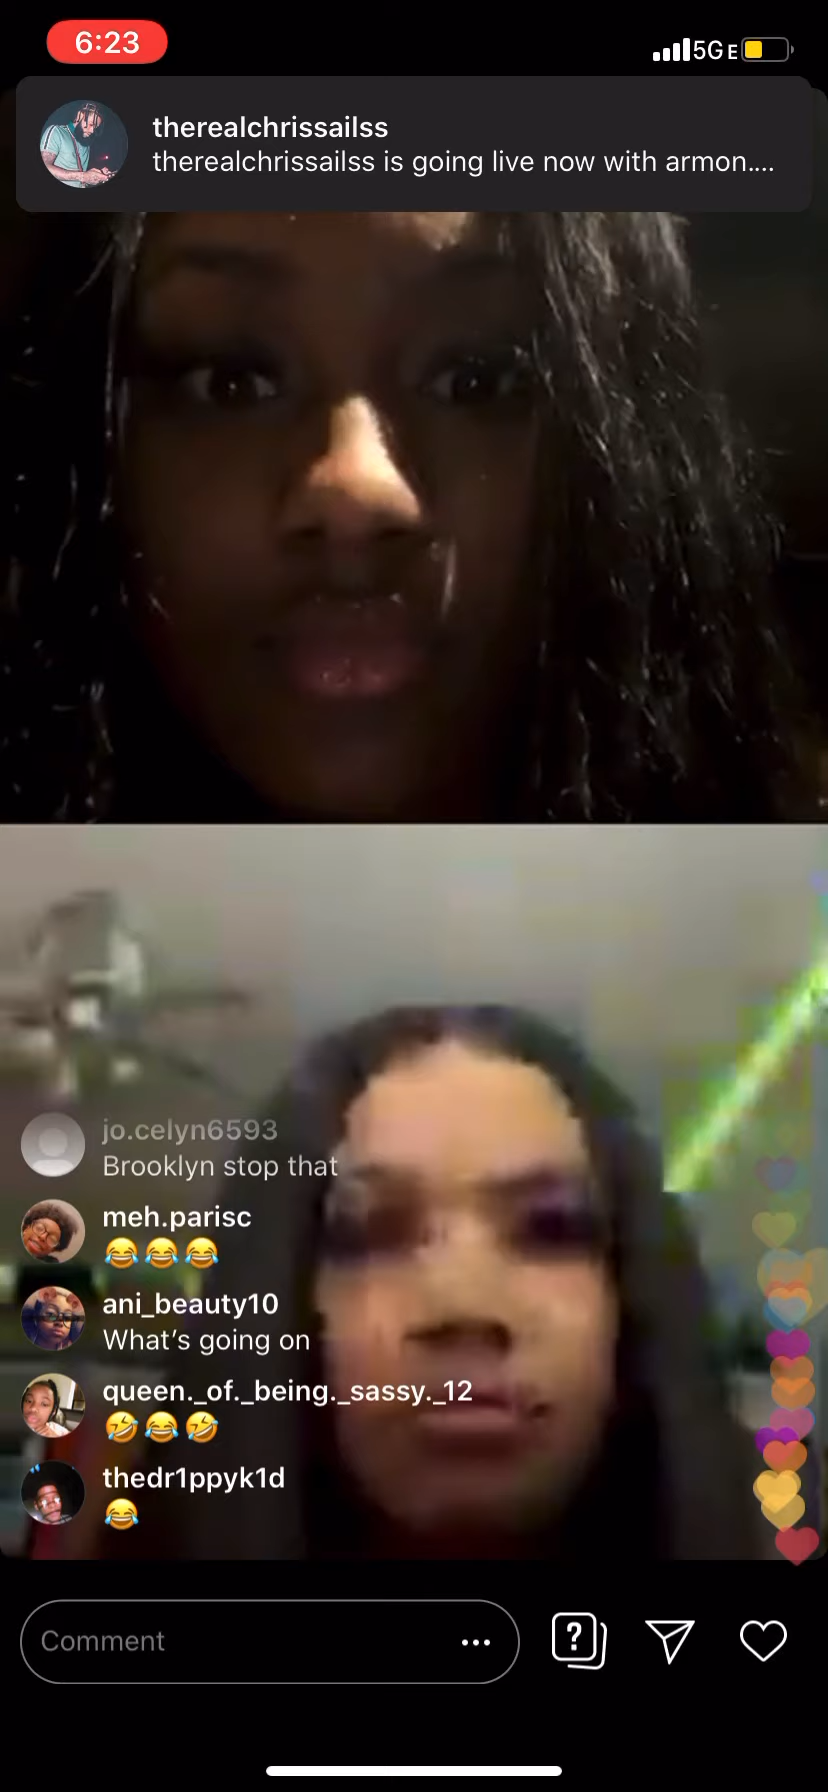 6:23
5G E
therealchrissailss
therealchrissailss is going live now with armon....
jo.celyn6593
Brooklyn stop that
meh.parisc
😂😂😂
ani_beauty10
What's going on
queen._of._being._sassy._12
🤣😂🤣
thedr1ppyk1d
😂
Comment